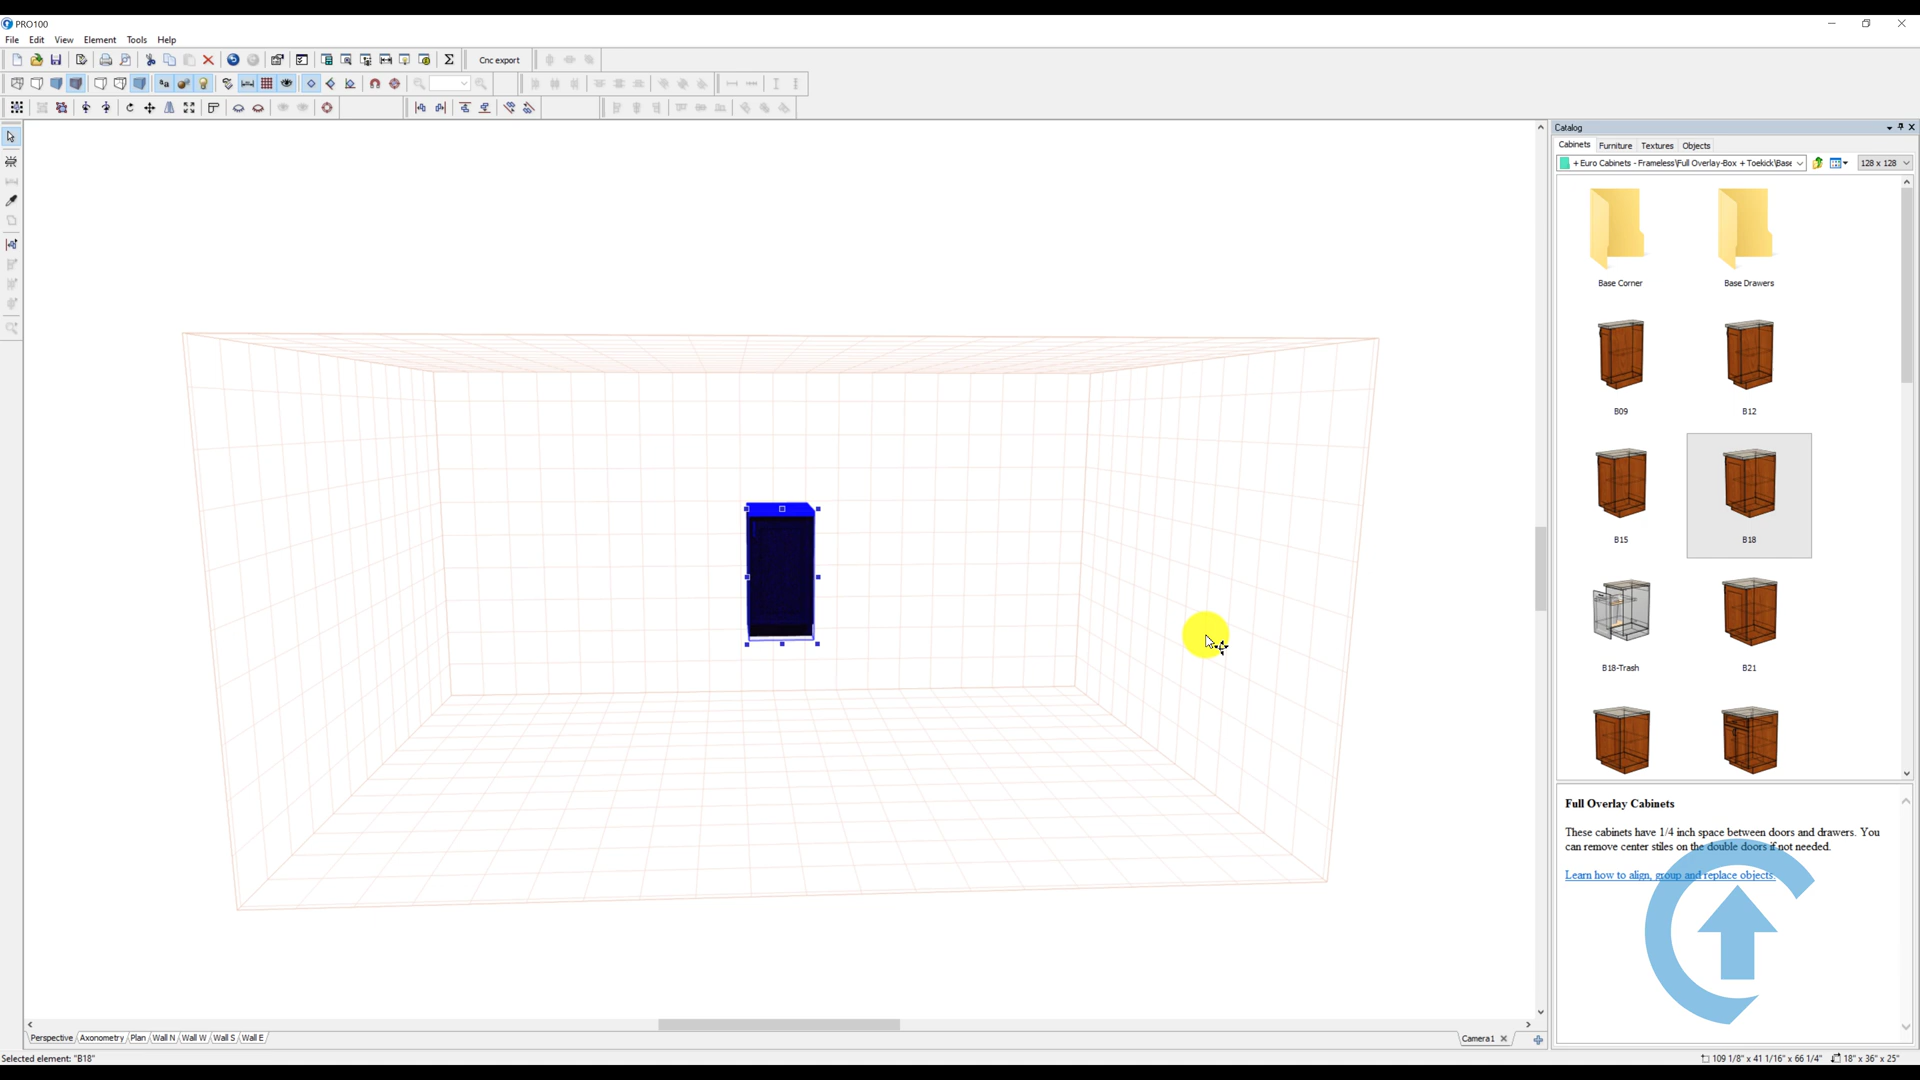 PRO100
File Edit View Element Tools Help
Cnc export
Catalog
Cabinets Furniture Textures Objects
+ Euro Cabinets - Frameless\Full Overlay-Box + Toekick\Base
128 x 128
Base Corner Base Drawers
B09 B12
B15 B18
B18-Trash B21
Full Overlay Cabinets
These cabinets have 1/4 inch space between doors and drawers. You
can remove center stiles on the double doors if not needed.
Learn how to align, group and replace objects.
Perspective Axonometry Plan Wall N Wall W Wall S Wall E
Camera1
Selected element: "B18"
109 1/8" x 41 1/16" x 66 1/4" 18" x 36" x 25"